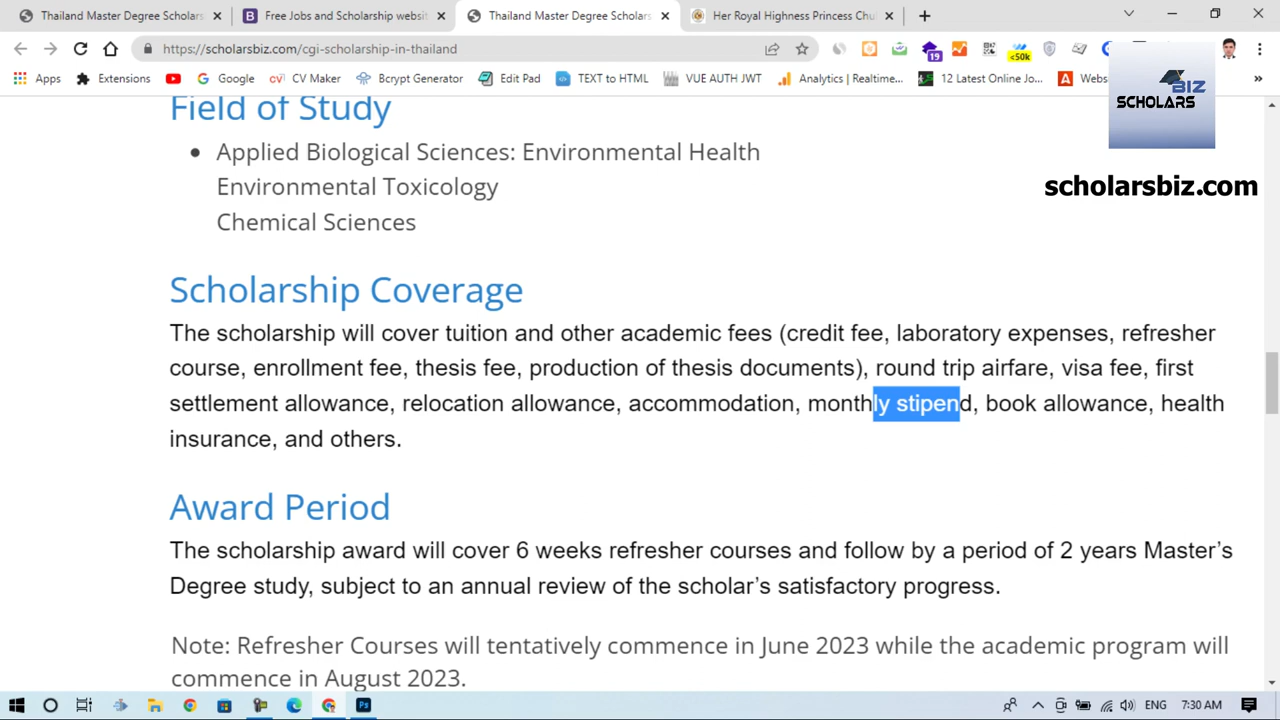 Thailand Master Degree Scholars
Free Jobs and Scholarship websit
Thailand Master Degree Scholars
Her Royal Highness Princess Chu
https://scholarsbiz.com/cgi-scholarship-in-thailand
19
<50k
Apps
Extensions
Google
cv CV Maker
Bcrypt Generator
Edit Pad
TEXT to HTML
VUE AUTH JWT
Analytics | Realtime...
12 Latest Online Jo...
Webs
BIZ
SCHOLARS
scholarsbiz.com
Field of Study
Applied Biological Sciences: Environmental Health
Environmental Toxicology
Chemical Sciences
Scholarship Coverage
The scholarship will cover tuition and other academic fees (credit fee, laboratory expenses, refresher
course, enrollment fee, thesis fee, production of thesis documents), round trip airfare, visa fee, first
settlement allowance, relocation allowance, accommodation, monthly stipend, book allowance, health
insurance, and others.
Award Period
The scholarship award will cover 6 weeks refresher courses and follow by a period of 2 years Master’s
Degree study, subject to an annual review of the scholar’s satisfactory progress.
Note: Refresher Courses will tentatively commence in June 2023 while the academic program will
commence in August 2023.
ENG
7:30 AM